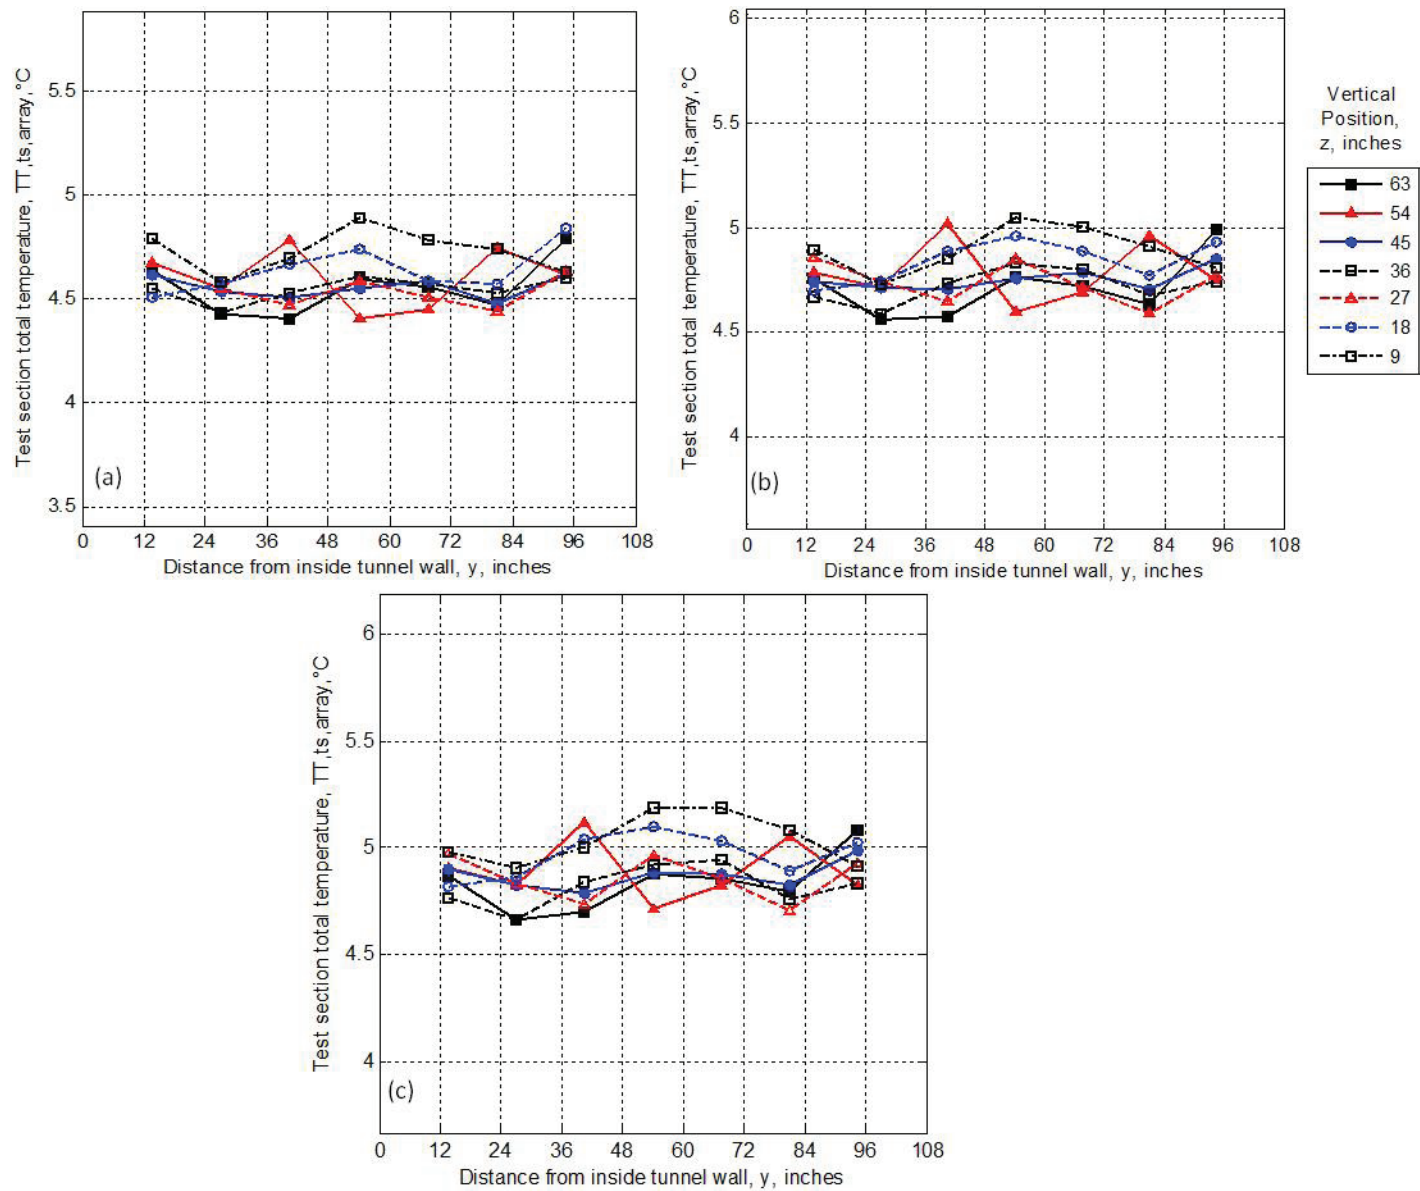 Test section total temperature, TT,ts,array,°C
5.5
5
4.5
4
3.5
(a)
0 12 24 36 48 60 72 84 96 108
Distance from inside tunnel wall, y, inches
Test section total temperature, TT,ts,array,°C
6
5.5
5
4.5
4
(b)
0 12 24 36 48 60 72 84 96 108
Distance from inside tunnel wall, y, inches
Vertical
Position,
z, inches
63
54
45
36
27
18
9
Test section total temperature, TT,ts,array,°C
6
5.5
5
4.5
4
(c)
0 12 24 36 48 60 72 84 96 108
Distance from inside tunnel wall, y, inches